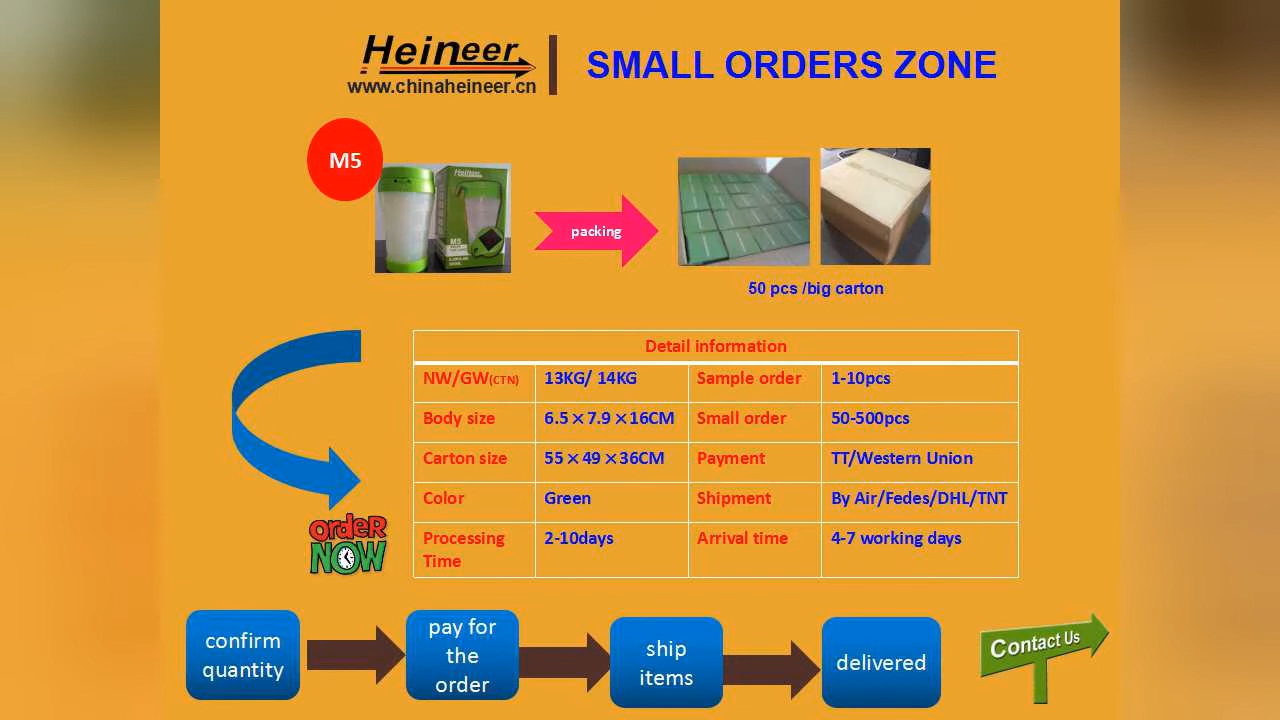 Heineer
www.chinaheineer.cn
SMALL ORDERS ZONE
M5
Heineer
M5
packing
50 pcs /big carton
Detail information
NW/GW(CTN) 13KG/ 14KG Sample order 1-10pcs
Body size 6.5×7.9×16CM Small order 50-500pcs
Carton size 55×49×36CM Payment TT/Western Union
Color Green Shipment By Air/Fedes/DHL/TNT
Processing Time 2-10days Arrival time 4-7 working days
OrdeR
NOW
confirm
quantity
pay for
the
order
ship
items
delivered
Contact Us